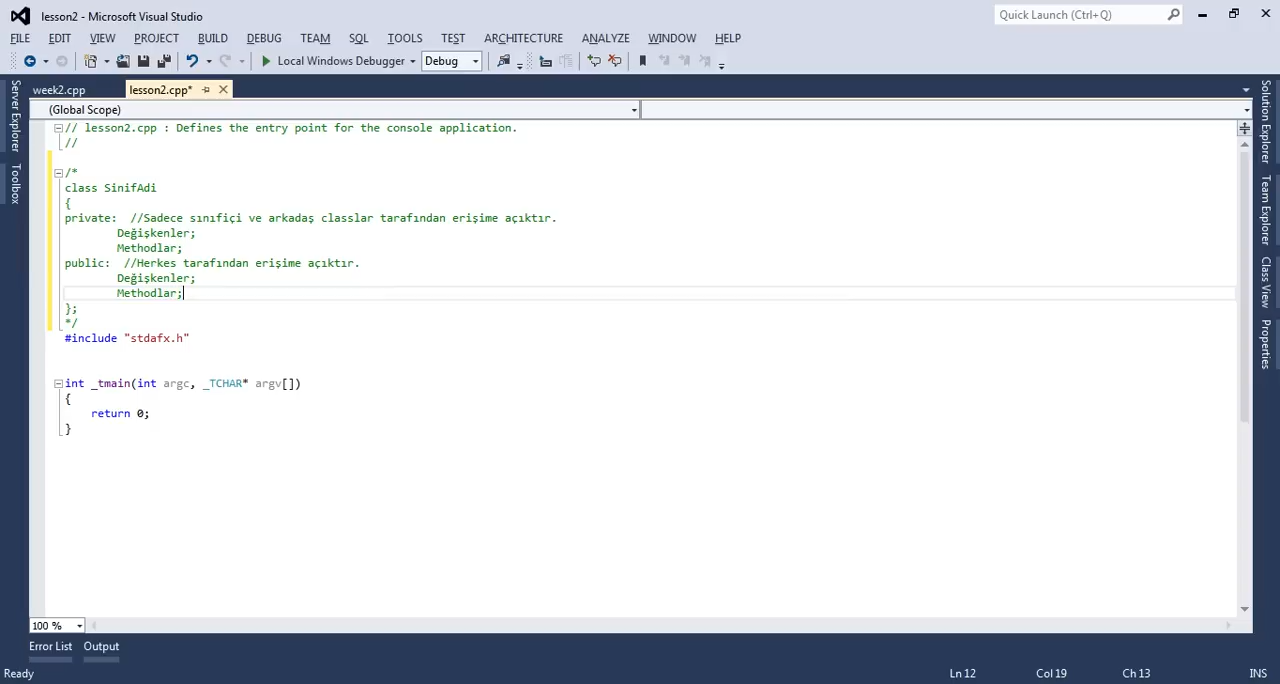 lesson2 - Microsoft Visual Studio
Quick Launch (Ctrl+Q)
FILE EDIT VIEW PROJECT BUILD DEBUG TEAM SQL TOOLS TEST ARCHITECTURE ANALYZE WINDOW HELP
Local Windows Debugger Debug
week2.cpp lesson2.cpp*
(Global Scope)
Server Explorer
Toolbox
// lesson2.cpp : Defines the entry point for the console application.
//
/*
class SinifAdi
{
private: //Sadece sınıfiçi ve arkadaş classlar tarafından erişime açıktır.
Değişkenler;
Methodlar;
public: //Herkes tarafından erişime açıktır.
Değişkenler;
Methodlar;
};
*/
#include "stdafx.h"
int _tmain(int argc, _TCHAR* argv[])
{
return 0;
}
Solution Explorer
Team Explorer
Class View
Properties
100 %
Error List Output
Ready Ln 12 Col 19 Ch 13 INS